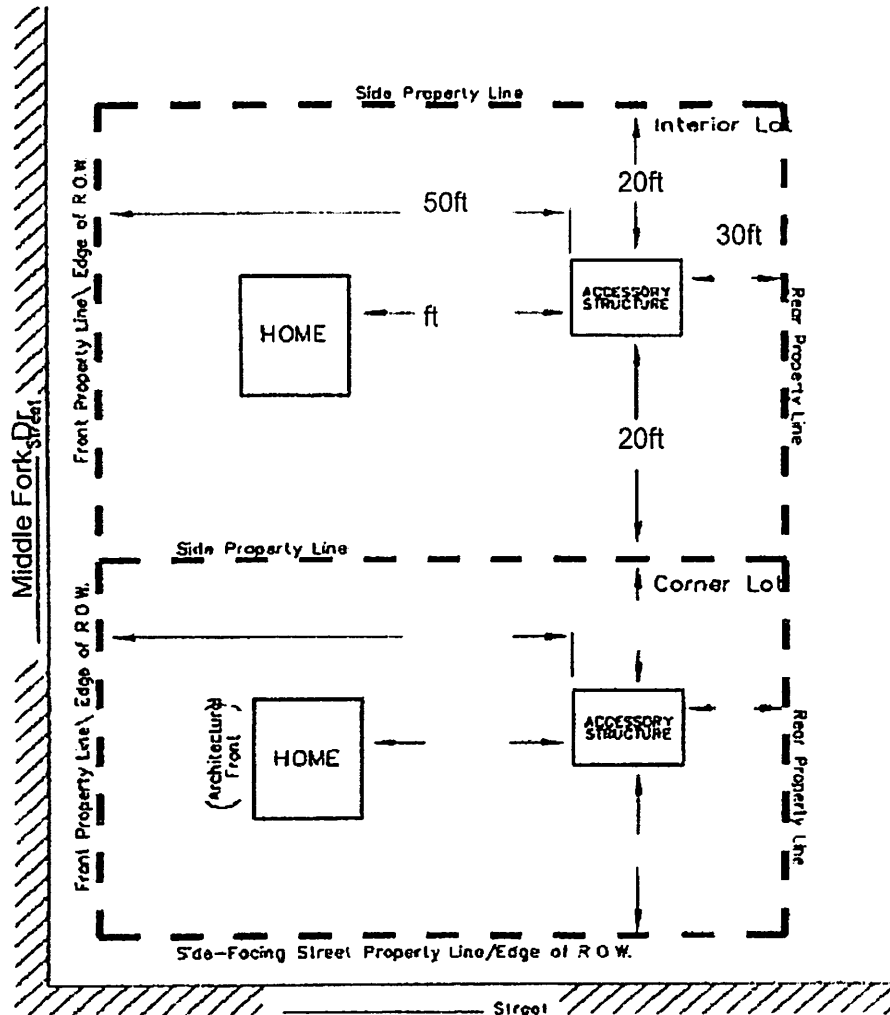 Side Property Line
Interior Lot
20ft
50ft
30ft
Front Property Line\ Edge of R.O.W.
ACCESSORY
STRUCTURE
HOME
ft
Rear Property Line
20ft
Middle Fork Dr
Street
Side Property Line
Corner Lot
Front Property Line\ Edge of R O W.
(Architectural
Front)
HOME
ACCESSORY
STRUCTURE
Rear Property Line
Side-Facing Street Property Line/Edge of R O W.
Street